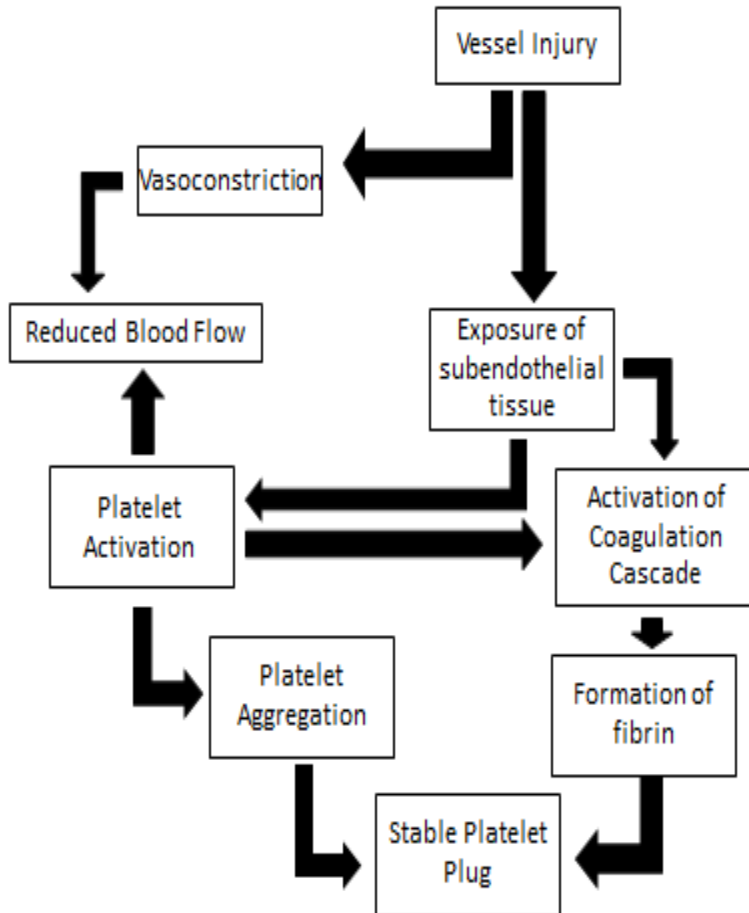 Vessel Injury
Vasoconstriction
Reduced Blood Flow
Exposure of
subendothelial
tissue
Platelet
Activation
Activation of
Coagulation
Cascade
Platelet
Aggregation
Formation of
fibrin
Stable Platelet
Plug